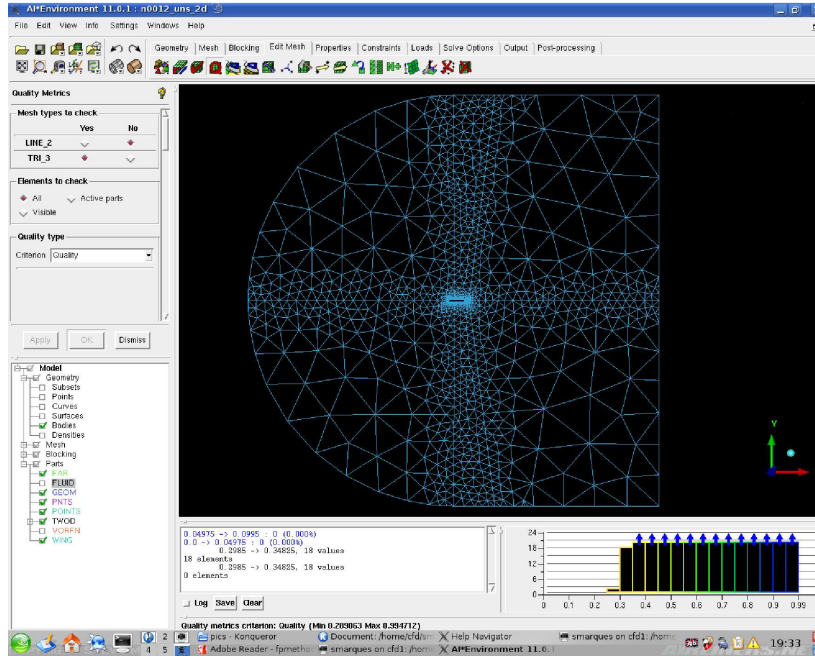 AI*Environment 11.0.1 : n0012_uns_2d
File Edit View Info Settings Windows Help
Geometry Mesh Blocking Edit Mesh Properties Constraints Loads Solve Options Output Post-processing
Quality Metrics
Mesh types to check
Yes No
LINE_2
TRI_3
Elements to check
All Active parts
Visible
Quality type
Criterion Quality
Apply OK Dismiss
Model
Geometry
Subsets
Points
Curves
Surfaces
Bodies
Densities
Mesh
Blocking
Parts
FAR
FLUID
GEOM
PNTS
POINTS
TWOD
VORFN
WING
Y
0.04975 -> 0.0995 : 0 (0.000%)
0.0 -> 0.04975 : 0 (0.000%)
0.2985 -> 0.34825, 18 values
18 elements
0.2985 -> 0.34825, 18 values
0 elements
Log Save Clear
24
18
12
6
0
0 0.1 0.2 0.3 0.4 0.5 0.6 0.7 0.8 0.9 0.99
Quality metrics criterion: Quality (Min 0.289063 Max 0.994712)
2 pics - Konqueror Document: /home/cfd/sm Help Navigator smarques on cfd1: /home
4 5 Adobe Reader - fpmetho smarques on cfd1: /home AI*Environment 11.0.1
19:33